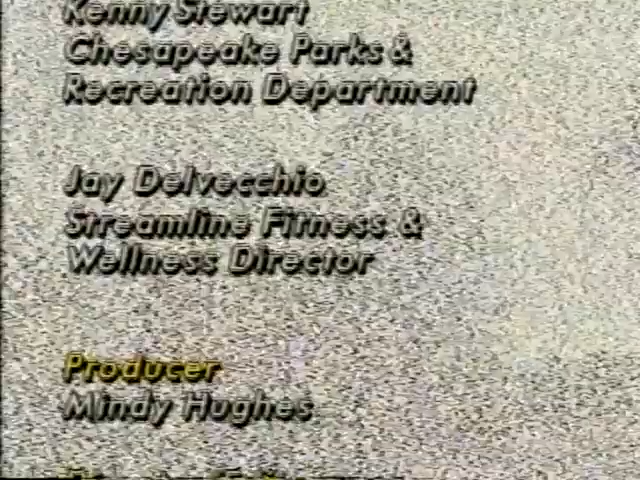 Kenny Stewart
Chesapeake Parks &
Recreation Department
Jay Delvecchio
Streamline Fitness &
Wellness Director
Producer
Mindy Hughes